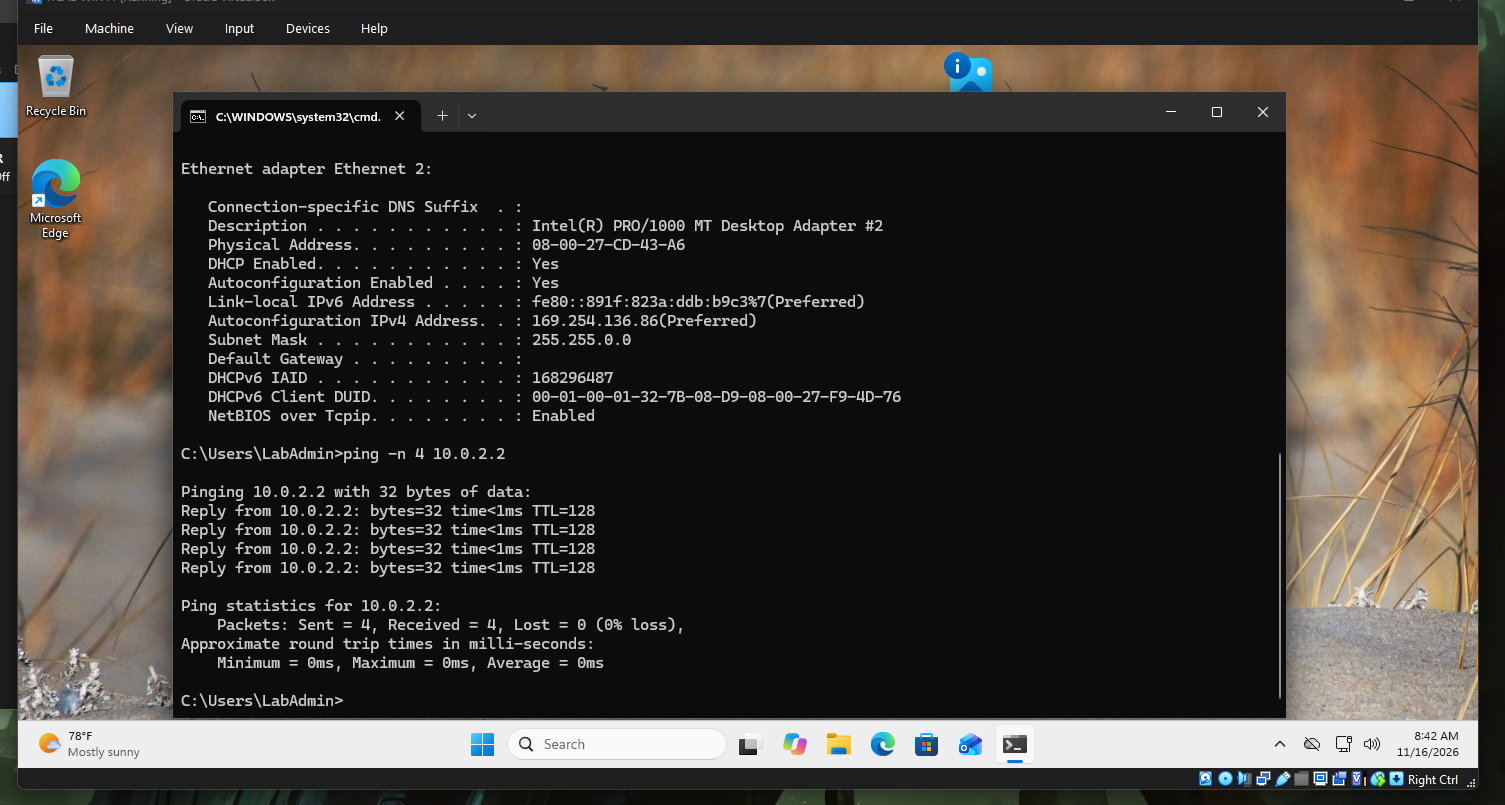 File Machine View Input Devices Help
Recycle Bin
Microsoft
Edge
C:\WINDOWS\system32\cmd.
Ethernet adapter Ethernet 2:
Connection-specific DNS Suffix . :
Description . . . . . . . . . . . : Intel(R) PRO/1000 MT Desktop Adapter #2
Physical Address. . . . . . . . . : 08-00-27-CD-43-A6
DHCP Enabled. . . . . . . . . . . : Yes
Autoconfiguration Enabled . . . . : Yes
Link-local IPv6 Address . . . . . : fe80::891f:823a:ddb:b9c3%7(Preferred)
Autoconfiguration IPv4 Address. . : 169.254.136.86(Preferred)
Subnet Mask . . . . . . . . . . . : 255.255.0.0
Default Gateway . . . . . . . . . :
DHCPv6 IAID . . . . . . . . . . . : 168296487
DHCPv6 Client DUID. . . . . . . . : 00-01-00-01-32-7B-08-D9-08-00-27-F9-4D-76
NetBIOS over Tcpip. . . . . . . . : Enabled
C:\Users\LabAdmin>ping -n 4 10.0.2.2
Pinging 10.0.2.2 with 32 bytes of data:
Reply from 10.0.2.2: bytes=32 time<1ms TTL=128
Reply from 10.0.2.2: bytes=32 time<1ms TTL=128
Reply from 10.0.2.2: bytes=32 time<1ms TTL=128
Reply from 10.0.2.2: bytes=32 time<1ms TTL=128
Ping statistics for 10.0.2.2:
Packets: Sent = 4, Received = 4, Lost = 0 (0% loss),
Approximate round trip times in milli-seconds:
Minimum = 0ms, Maximum = 0ms, Average = 0ms
C:\Users\LabAdmin>
78°F
Mostly sunny
Search
8:42 AM
11/16/2026
Right Ctrl